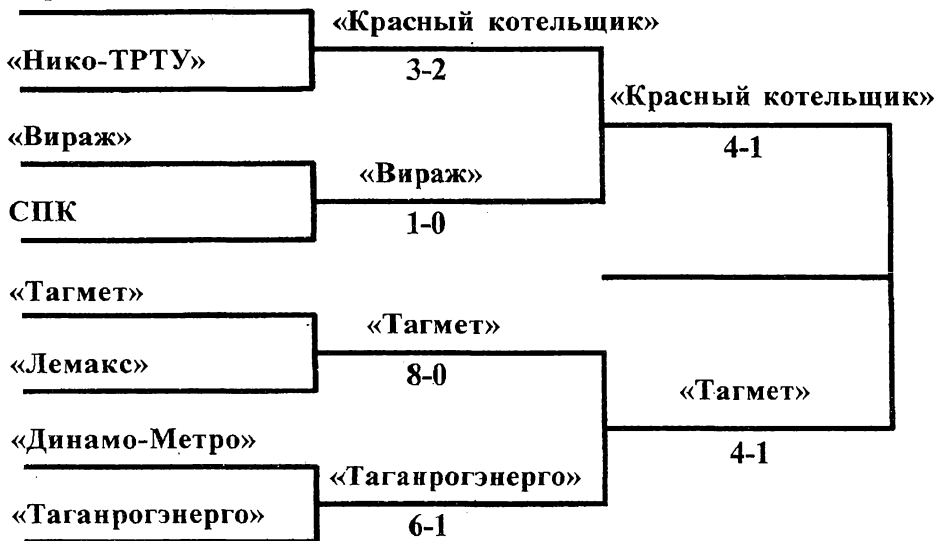 «Красный котельщик»
«Нико-ТРТУ»
3-2
«Красный котельщик»
«Вираж»
4-1
«Вираж»
СПК
1-0
«Тагмет»
«Тагмет»
«Лемакс»
8-0
«Тагмет»
«Динамо-Метро»
4-1
«Таганрогэнерго»
«Таганрогэнерго»
6-1